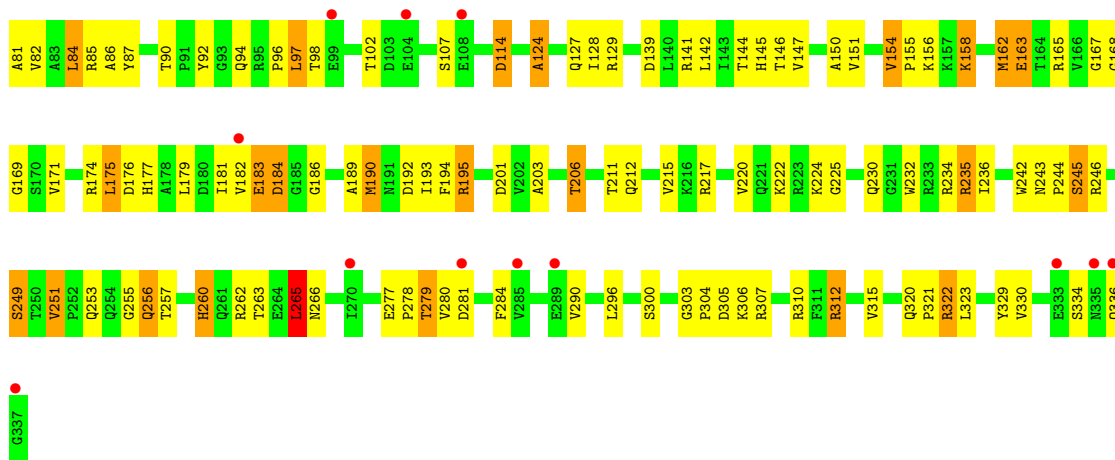 A81 V82 A83 L84 R85 A86 Y87 T90 P91 Y92 G93 Q94 R95 P96 L97 T98 E99 T102 D103 E104 S107 E108 D114 A124 Q127 I128 R129 D139 L140 R141 L142 I143 T144 H145 T146 V147 A150 V151 V154 P155 K156 K157 K158 M162 E163 T164 R165 V166 G167 G168
G169 S170 V171 R174 L175 D176 H177 A178 L179 D180 I181 V182 E183 D184 G185 G186 A189 M190 N191 D192 I193 F194 R195 D201 V202 A203 T206 T211 Q212 V215 K216 R217 V220 Q221 K222 R223 K224 G225 Q230 G231 W232 R233 R234 R235 I236 W242 N243 P244 S245 R246
S249 T250 V251 P252 Q253 Q254 G255 Q256 T257 H260 Q261 R262 T263 E264 L265 N266 I270 E277 P278 T279 V280 D281 F284 V285 E289 V290 L296 S300 G303 P304 D305 K306 R307 R310 F311 R312 V315 Q320 P321 R322 L323 Y329 V330 E333 S334 N335
G337